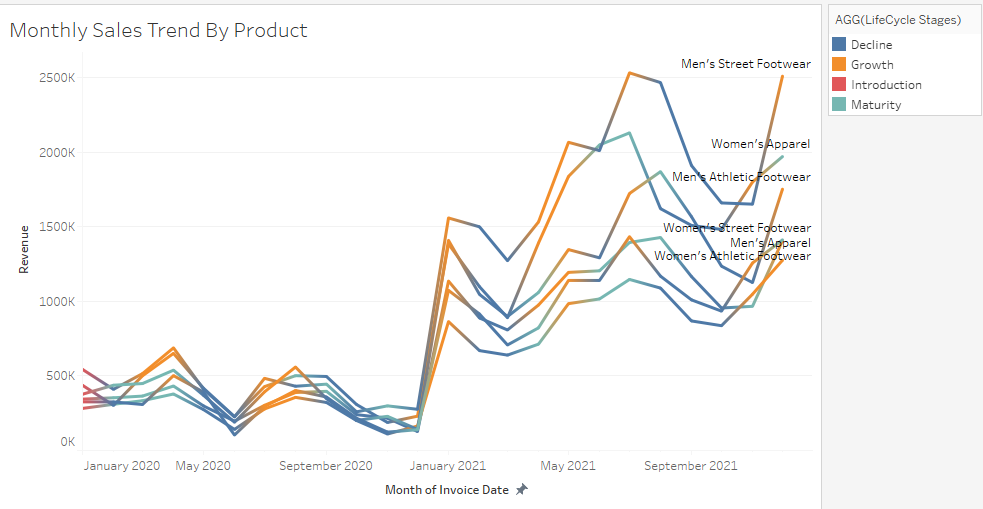 Monthly Sales Trend By Product
AGG(LifeCycle Stages)
Decline
Growth
Introduction
Maturity
2500K
2000K
1500K
1000K
500K
0K
Revenue
Men's Street Footwear
Women's Apparel
Men's Athletic Footwear
Women's Street Footwear
Men's Apparel
Women's Athletic Footwear
January 2020 May 2020 September 2020 January 2021 May 2021 September 2021
Month of Invoice Date